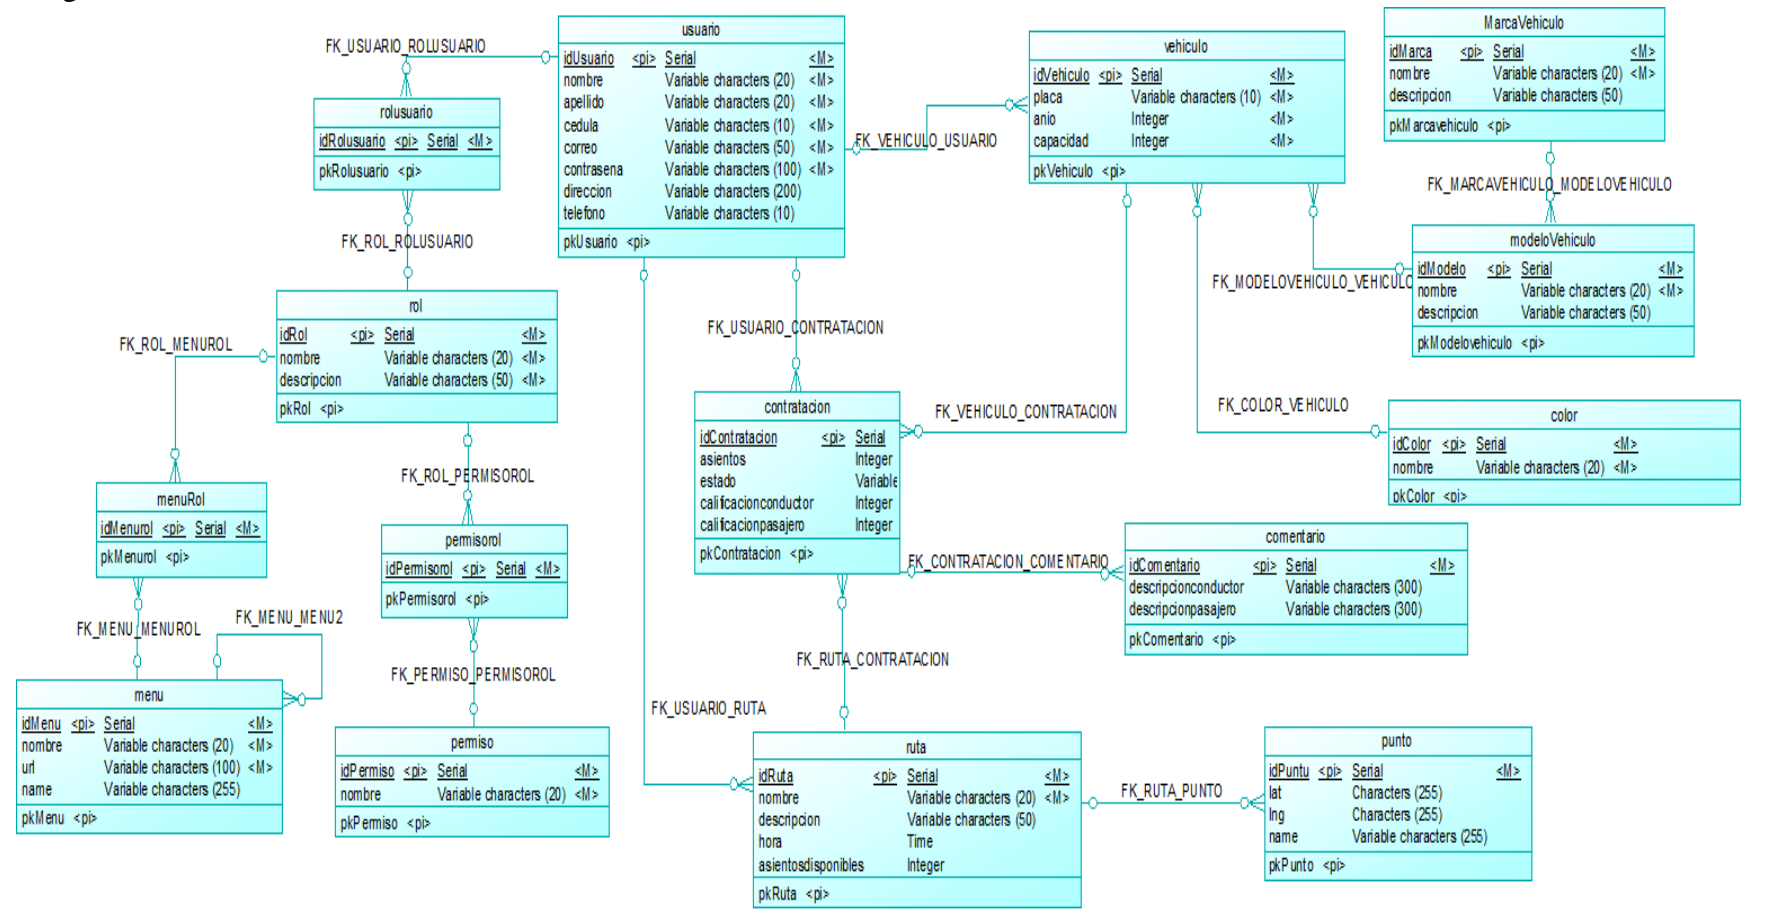 usuario
idUsuario <pi> Serial <M>
nombre Variable characters (20) <M>
apellido Variable characters (20) <M>
cedula Variable characters (10) <M>
correo Variable characters (50) <M>
contrasena Variable characters (100) <M>
direccion Variable characters (200)
telefono Variable characters (10)
pkUsuario <pi>
FK_USUARIO_ROLUSUARIO
rolusuario
idRolusuario <pi> Serial <M>
pkRolusuario <pi>
FK_ROL_ROLUSUARIO
FK_VEHICULO_USUARIO
vehiculo
idVehiculo <pi> Serial <M>
placa Variable characters (10) <M>
anio Integer <M>
capacidad Integer <M>
pkVehiculo <pi>
MarcaVehiculo
idMarca <pi> Serial <M>
nombre Variable characters (20) <M>
descripcion Variable characters (50)
pkMarcavehiculo <pi>
FK_MARCAVEHICULO_MODELOVEHICULO
modeloVehiculo
idModelo <pi> Serial <M>
nombre Variable characters (20) <M>
descripcion Variable characters (50)
pkModelovehiculo <pi>
FK_MODELOVEHICULO_VEHICULO
rol
idRol <pi> Serial <M>
nombre Variable characters (20) <M>
descripcion Variable characters (50) <M>
pkRol <pi>
FK_ROL_MENUROL
FK_USUARIO_CONTRATACION
FK_VEHICULO_CONTRATACION
FK_COLOR_VEHICULO
color
idColor <pi> Serial <M>
nombre Variable characters (20) <M>
pkColor <pi>
contratacion
idContratacion <pi> Serial
asientos Integer
estado Variable
calificacionconductor Integer
calificacionpasajero Integer
pkContratacion <pi>
FK_ROL_PERMISOROL
menuRol
idMenurol <pi> Serial <M>
pkMenurol <pi>
permisorol
idPermisorol <pi> Serial <M>
pkPermisorol <pi>
FK_CONTRATACION_COMENTARIO
comentario
idComentario <pi> Serial <M>
descripcionconductor Variable characters (300)
descripcionpasajero Variable characters (300)
pkComentario <pi>
FK_MENU_MENUROL
FK_MENU_MENU2
FK_PERMISO_PERMISOROL
FK_RUTA_CONTRATACION
FK_USUARIO_RUTA
menu
idMenu <pi> Serial <M>
nombre Variable characters (20) <M>
url Variable characters (100) <M>
name Variable characters (255)
pkMenu <pi>
permiso
idPermiso <pi> Serial <M>
nombre Variable characters (20) <M>
pkPermiso <pi>
ruta
idRuta <pi> Serial <M>
nombre Variable characters (20) <M>
descripcion Variable characters (50)
hora Time
asientosdisponibles Integer
pkRuta <pi>
FK_RUTA_PUNTO
punto
idPuntu <pi> Serial <M>
lat Characters (255)
lng Characters (255)
name Variable characters (255)
pkPunto <pi>